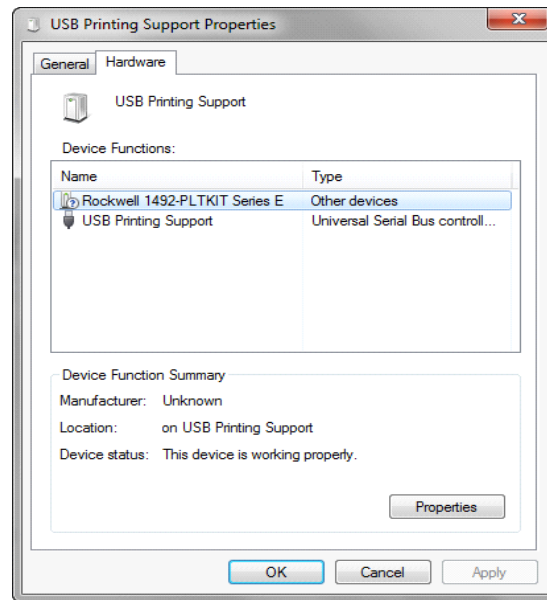 USB Printing Support Properties
General Hardware
USB Printing Support
Device Functions:
Name Type
Rockwell 1492-PLTKIT Series E Other devices
USB Printing Support Universal Serial Bus controll...
Device Function Summary
Manufacturer: Unknown
Location: on USB Printing Support
Device status: This device is working properly.
Properties
OK Cancel Apply